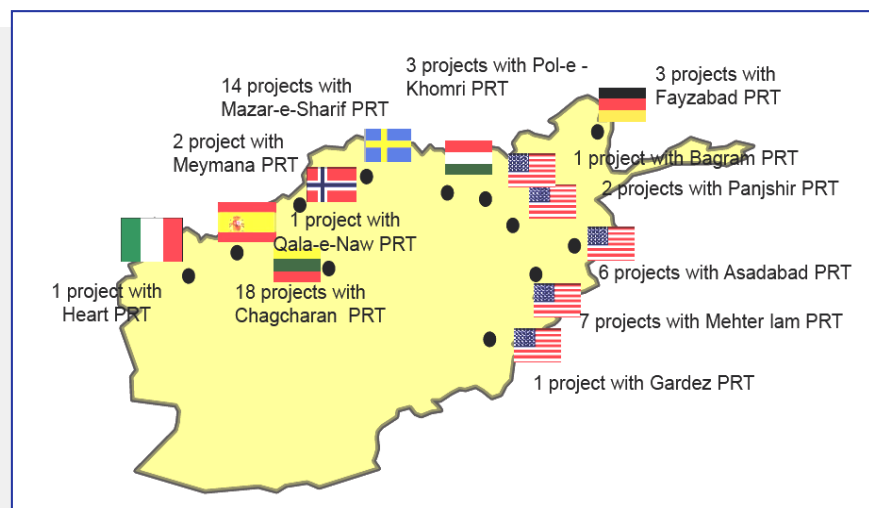 3 projects with Pol-e -
Khomri PRT
3 projects with
Fayzabad PRT
14 projects with
Mazar-e-Sharif PRT
2 project with
Meymana PRT
1 project with Bagram PRT
2 projects with Panjshir PRT
1 project with
Qala-e-Naw PRT
6 projects with Asadabad PRT
1 project with
Heart PRT
18 projects with
Chagcharan  PRT
7 projects with Mehter lam PRT
1 project with Gardez PRT